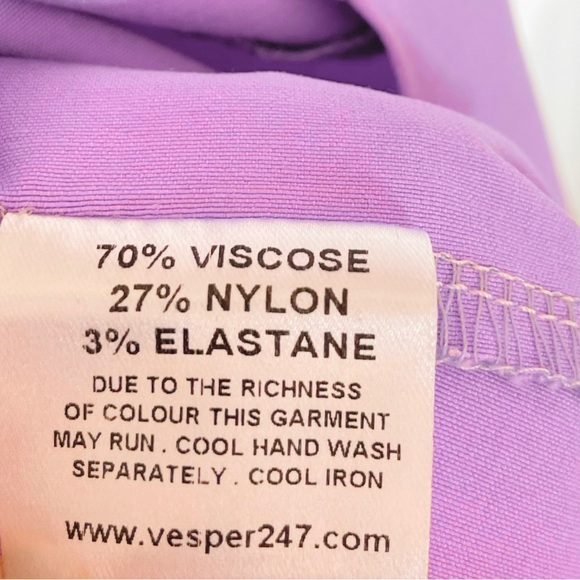 70% VISCOSE
27% NYLON
3% ELASTANE
DUE TO THE RICHNESS
OF COLOUR THIS GARMENT
MAY RUN . COOL HAND WASH
SEPARATELY . COOL IRON
www.vesper247.com